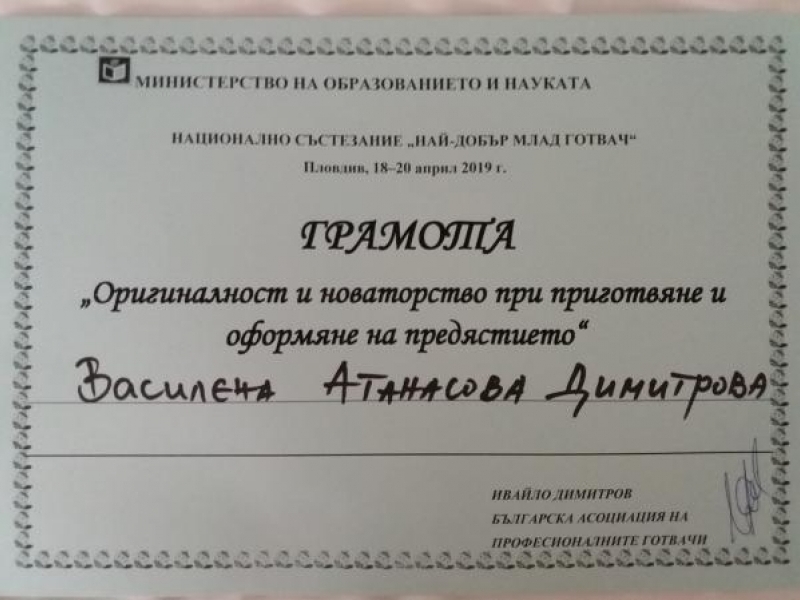 МИНИСТЕРСТВО НА ОБРАЗОВАНИЕТО И НАУКАТА
НАЦИОНАЛНО СЪСТЕЗАНИЕ „НАЙ-ДОБЪР МЛАД ГОТВАЧ“
Пловдив, 18–20 април 2019 г.
ГРАМОТА
„Оригиналност и новаторство при приготвяне и
оформяне на предястието“
Василена Атанасова Димитрова
ИВАЙЛО ДИМИТРОВ
БЪЛГАРСКА АСОЦИАЦИЯ НА
ПРОФЕСИОНАЛНИТЕ ГОТВАЧИ